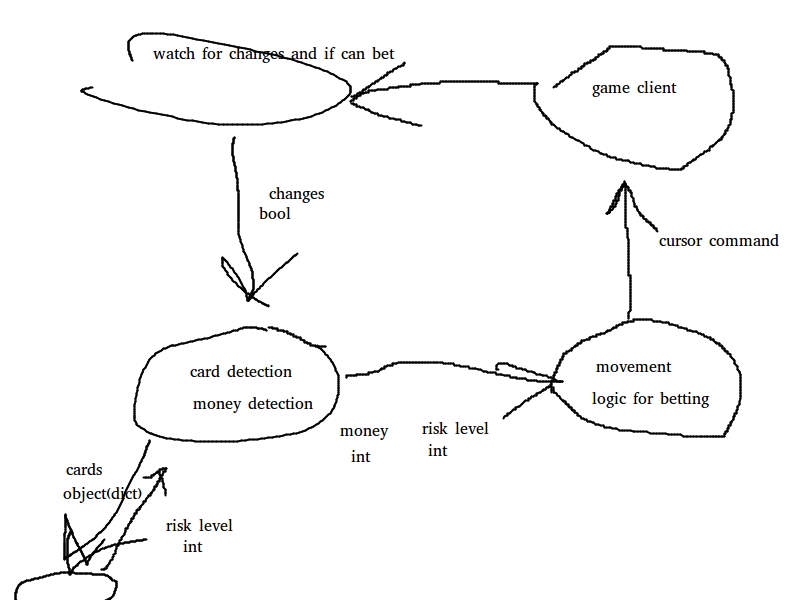 watch for changes and if can bet
game client
changes
bool
cursor command
card detection
money detection
movement
logic for betting
money
int
risk level
int
cards
object(dict)
risk level
int